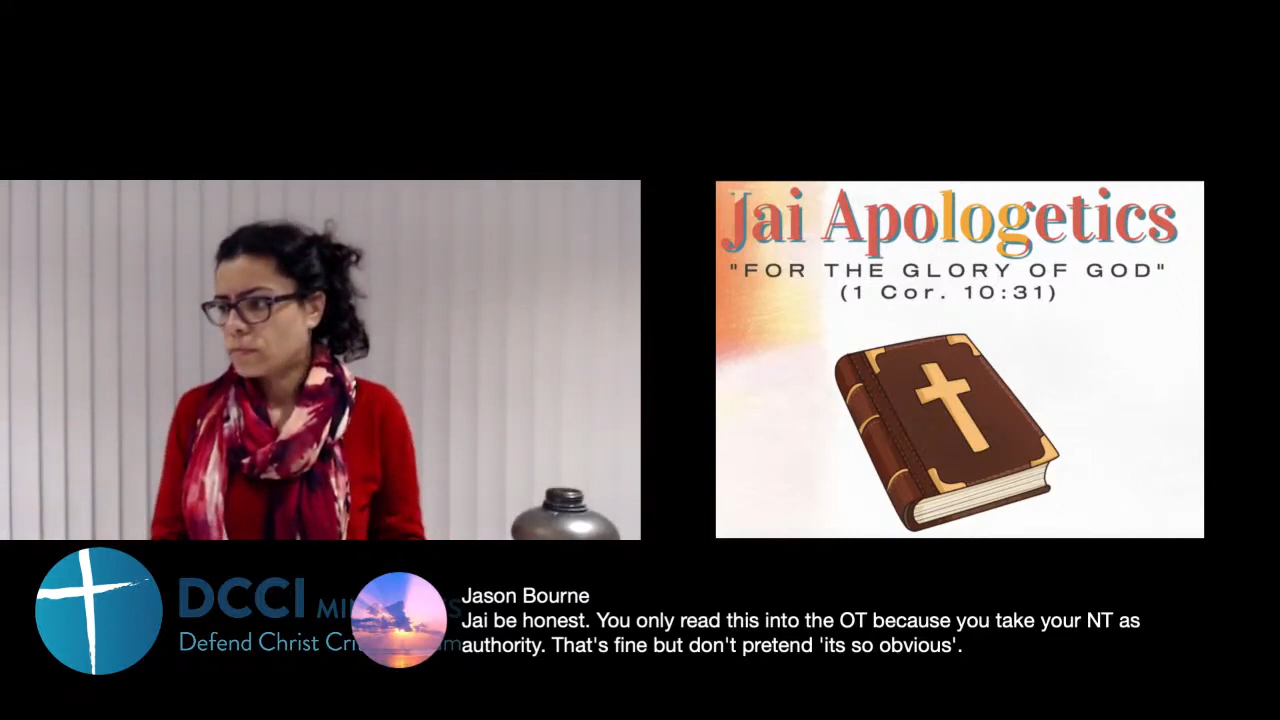 Jai Apologetics
"FOR THE GLORY OF GOD"
(1 Cor. 10:31)
DCCI
Defend Christ
Jason Bourne
Jai be honest. You only read this into the OT because you take your NT as
authority. That's fine but don't pretend 'its so obvious'.